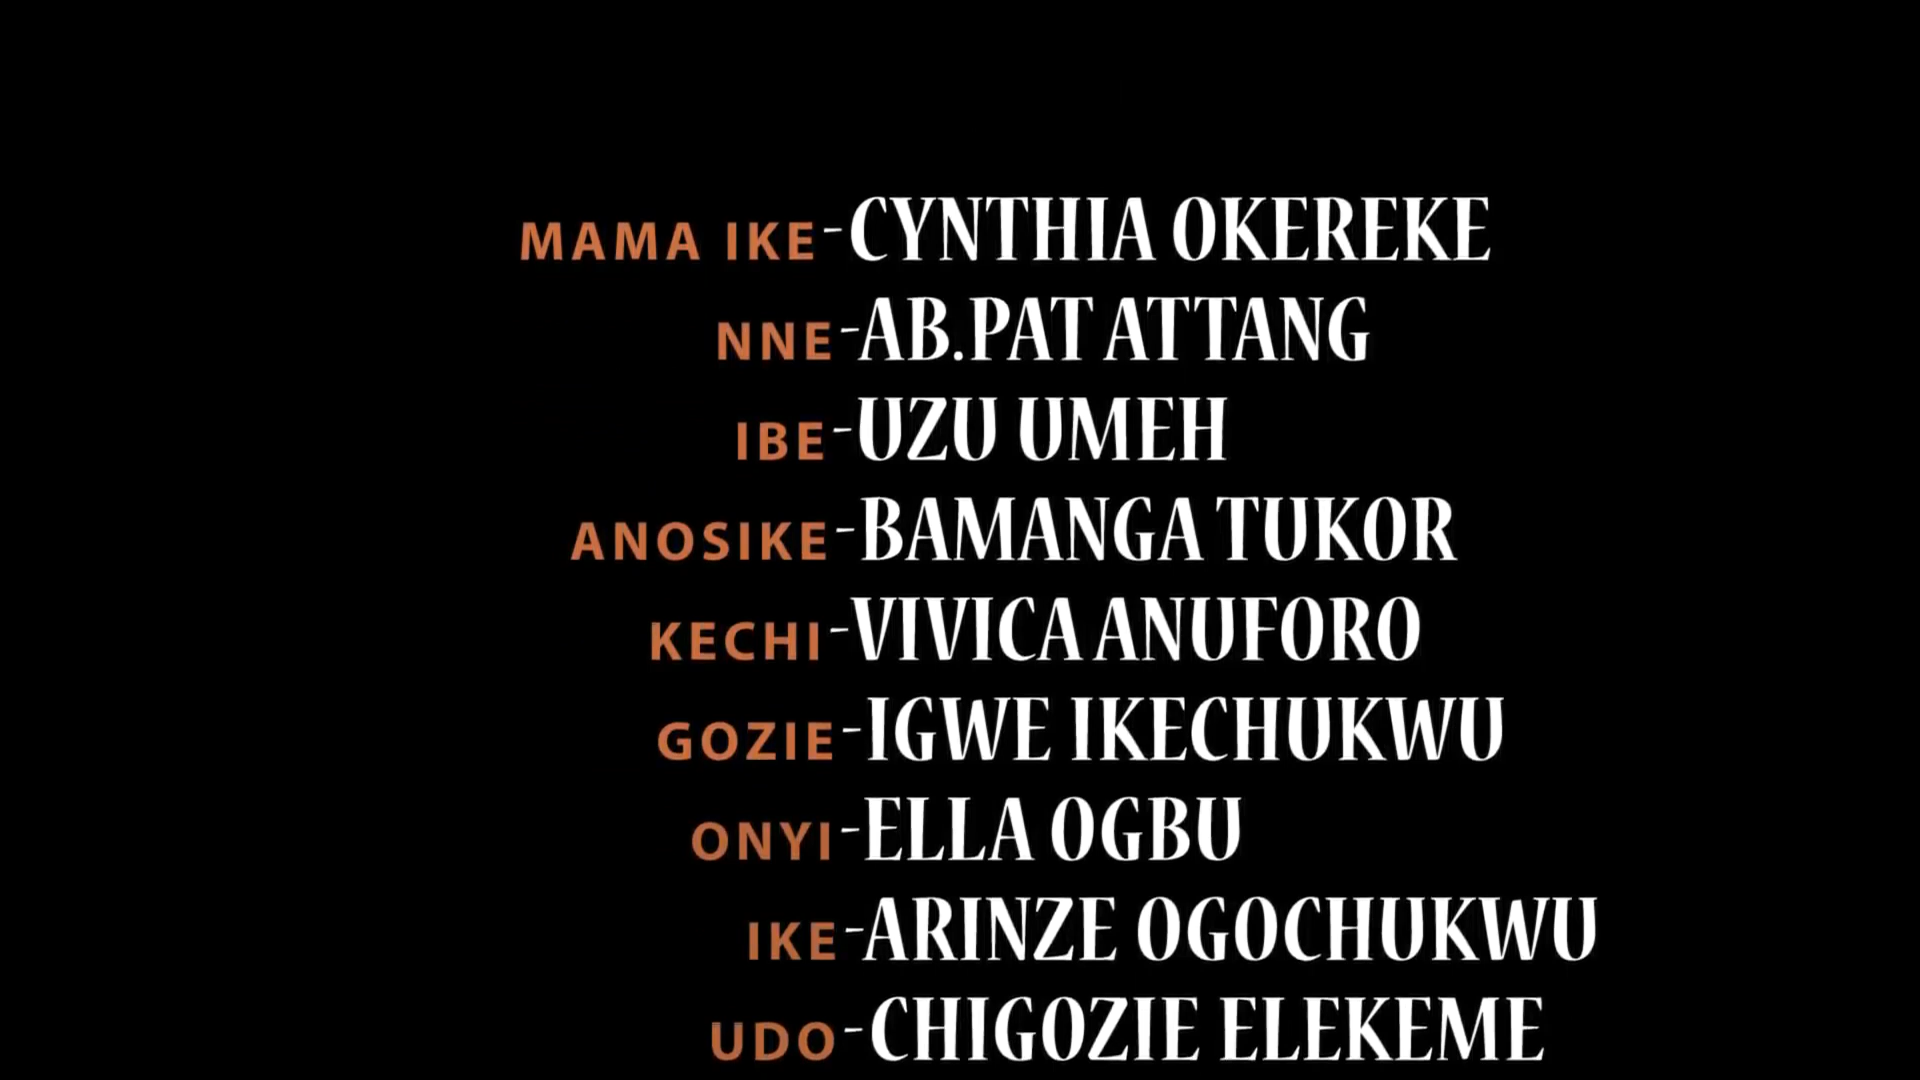 MAMA IKE-CYNTHIA OKEREKE
NNE-AB.PAT ATTANG
IBE-UZU UMEH
ANOSIKE-BAMANGA TUKOR
KECHI-VIVICA ANUFORO
GOZIE-IGWE IKECHUKWU
ONYI-ELLA OGBU
IKE-ARINZE OGOCHUKWU
UDO-CHIGOZIE ELEKEME